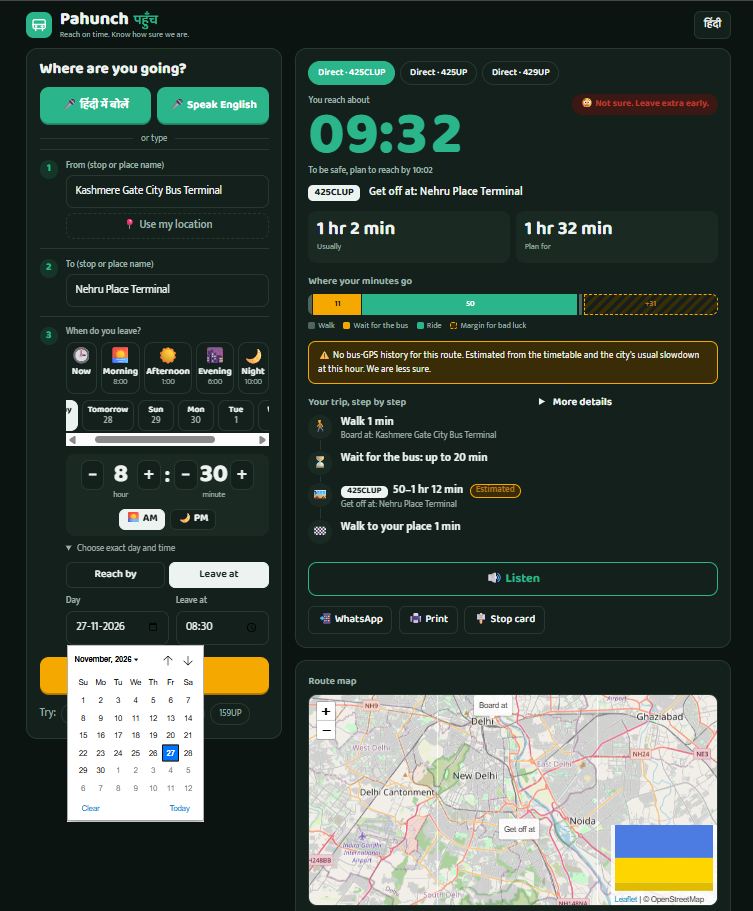 Pahunch पहुँच
Reach on time. Know how sure we are.
हिंदी
Where are you going?
हिंदी में बोलें
Speak English
or type
1
From (stop or place name)
Kashmere Gate City Bus Terminal
Use my location
2
To (stop or place name)
Nehru Place Terminal
3
When do you leave?
Now
Morning
8:00
Afternoon
1:00
Evening
6:00
Night
10:00
Tomorrow
28
Sun
29
Mon
30
Tue
1
− 8 + : − 30 +
hour
minute
AM
PM
Choose exact day and time
Reach by
Leave at
Day
Leave at
27-11-2026
08:30
November, 2026
Su Mo Tu We Th Fr Sa
1 2 3 4 5 6 7
8 9 10 11 12 13 14
15 16 17 18 19 20 21
22 23 24 25 26 27 28
29 30 1 2 3 4 5
6 7 8 9 10 11 12
Clear
Today
Try:
159UP
Direct · 425CLUP
Direct · 425UP
Direct · 429UP
You reach about
Not sure. Leave extra early.
09:32
To be safe, plan to reach by 10:02
425CLUP Get off at: Nehru Place Terminal
1 hr 2 min
Usually
1 hr 32 min
Plan for
Where your minutes go
11
50
+31
Walk
Wait for the bus
Ride
Margin for bad luck
No bus-GPS history for this route. Estimated from the timetable and the city's usual slowdown
at this hour. We are less sure.
Your trip, step by step
More details
Walk 1 min
Board at: Kashmere Gate City Bus Terminal
Wait for the bus: up to 20 min
425CLUP 50–1 hr 12 min Estimated
Get off at: Nehru Place Terminal
Walk to your place 1 min
Listen
WhatsApp
Print
Stop card
Route map
+
−
NH9
Board at
Delhi
Ghaziabad
West Delhi
NH24
NE3
East Delhi
New Delhi
Delhi Cantonment
Get off at
Noida
Indira Gandhi
International
Airport
H248BB
South Delhi
NH148NA
Leaflet | © OpenStreetMap